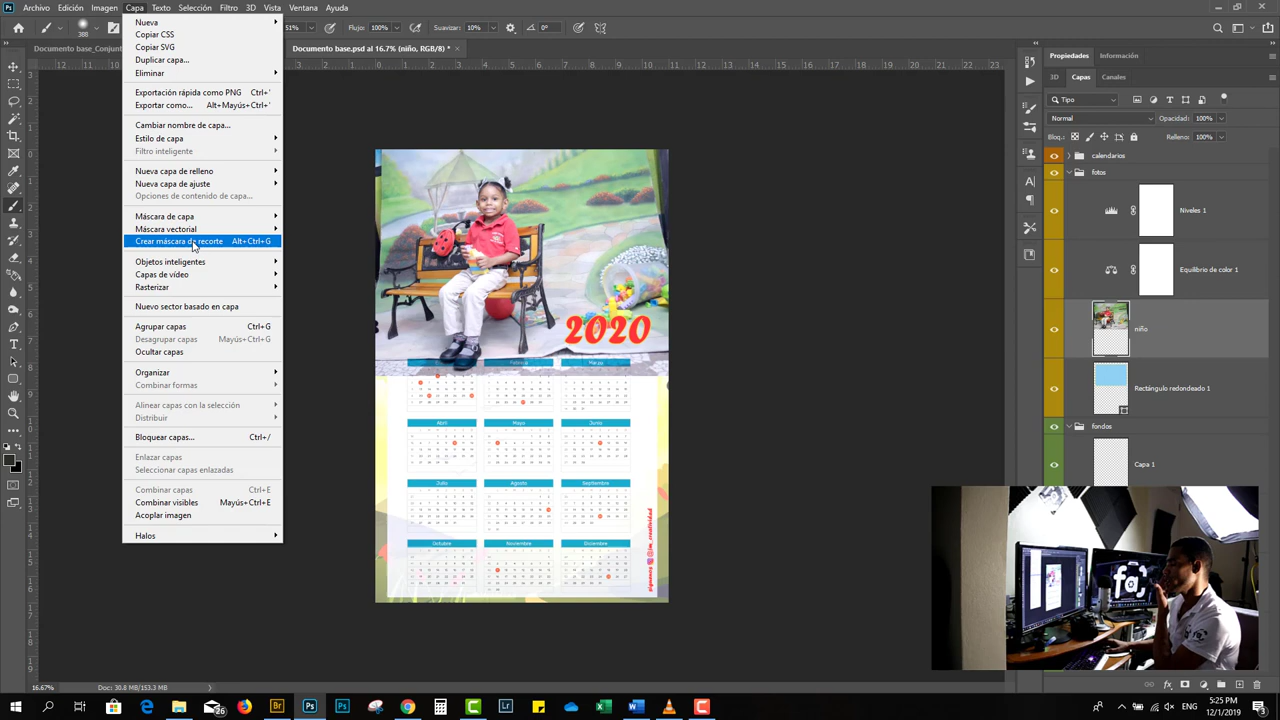 Archivo Edición Imagen Capa Texto Selección Filtro 3D Vista Ventana Ayuda
388 51% Flujo: 100% Suavizar: 10% 0°
Documento base_Conjunt
Documento base.psd al 16.7% (niño, RGB/8) *
Nueva
Copiar CSS
Copiar SVG
Duplicar capa...
Eliminar
Exportación rápida como PNG Ctrl+'
Exportar como... Alt+Mayús+Ctrl+'
Cambiar nombre de capa...
Estilo de capa
Filtro inteligente
Nueva capa de relleno
Nueva capa de ajuste
Opciones de contenido de capa...
Máscara de capa
Máscara vectorial
Crear máscara de recorte Alt+Ctrl+G
Objetos inteligentes
Capas de vídeo
Rasterizar
Nuevo sector basado en capa
Agrupar capas Ctrl+G
Desagrupar capas Mayús+Ctrl+G
Ocultar capas
Organizar
Combinar formas
Alinear capas con la selección
Distribuir
Bloquear capas... Ctrl+/
Enlazar capas
Seleccionar capas enlazadas
Combinar capas Ctrl+E
Combinar visibles Mayús+Ctrl+E
Acoplar imagen
Halos
2020
Febrero Marzo
Abril Mayo Junio
Julio Agosto Septiembre
Octubre Noviembre Diciembre
Propiedades Información
3D Capas Canales
Tipo
Normal Opacidad: 100%
Bloq.: Relleno: 100%
calendarios
fotos
Niveles 1
Equilibrio de color 1
niño
Rectángulo redondeado 1
fondos
Capa 1
16.67% Doc: 30.8 MB/153.3 MB
ENG 5:25 PM
12/1/2019